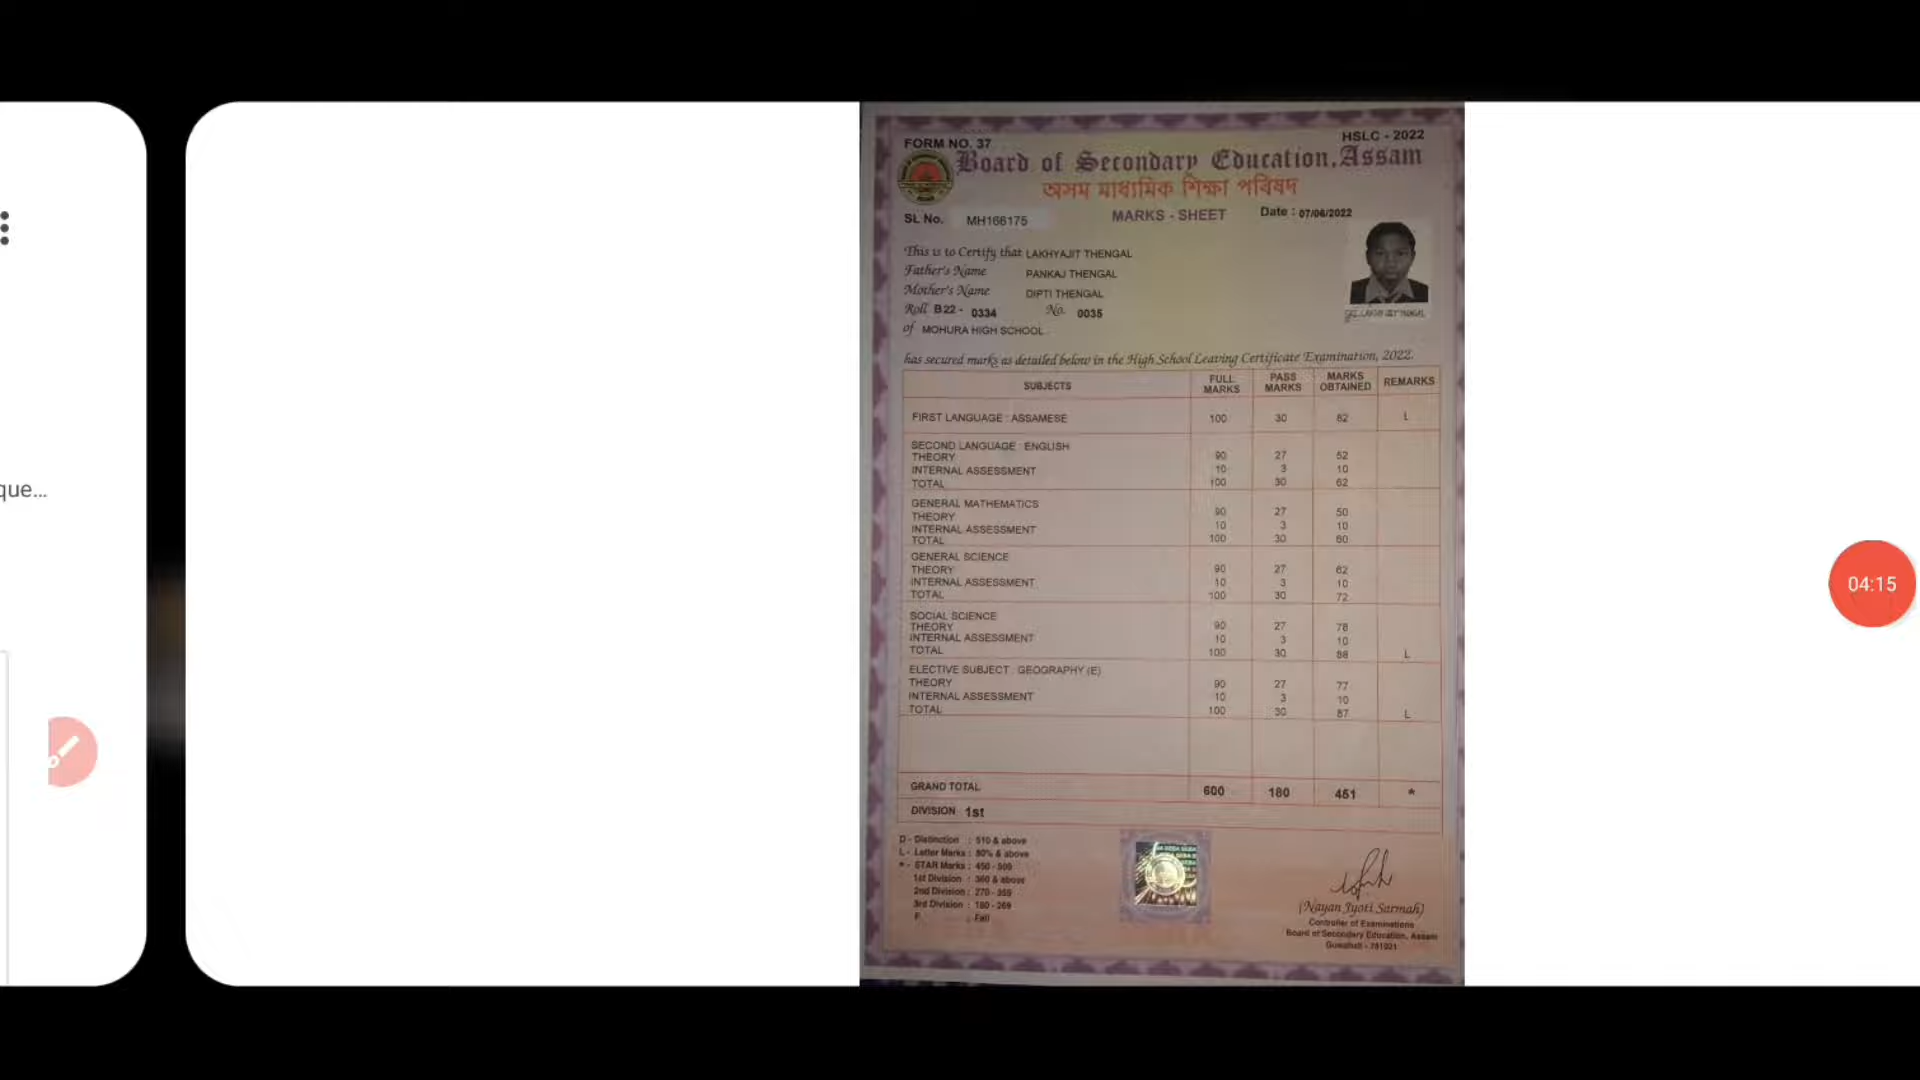 que...
04:15
FORM NO. 37
HSLC - 2022
Board of Secondary Education, Assam
অসম মাধ্যমিক শিক্ষা পৰিষদ
SL No. MH166175 MARKS - SHEET Date : 07/06/2022
This is to Certify that LAKHYAJIT THENGAL
Father's Name PANKAJ THENGAL
Mother's Name DIPTI THENGAL
Roll B22 - 0334 No. 0035
of MOHURA HIGH SCHOOL
has secured marks as detailed below in the High School Leaving Certificate Examination, 2022.
SUBJECTS FULL MARKS PASS MARKS MARKS OBTAINED REMARKS
FIRST LANGUAGE : ASSAMESE 100 30 82 L
SECOND LANGUAGE : ENGLISH
THEORY 90 27 52
INTERNAL ASSESSMENT 10 3 10
TOTAL 100 30 62
GENERAL MATHEMATICS
THEORY 90 27 50
INTERNAL ASSESSMENT 10 3 10
TOTAL 100 30 60
GENERAL SCIENCE
THEORY 90 27 62
INTERNAL ASSESSMENT 10 3 10
TOTAL 100 30 72
SOCIAL SCIENCE
THEORY 90 27 78
INTERNAL ASSESSMENT 10 3 10
TOTAL 100 30 88 L
ELECTIVE SUBJECT : GEOGRAPHY (E)
THEORY 90 27 77
INTERNAL ASSESSMENT 10 3 10
TOTAL 100 30 87 L
GRAND TOTAL 600 180 451 *
DIVISION 1st
D - Distinction : 510 & above
L - Letter Marks : 80% & above
* - STAR Marks : 450 - 509
1st Division : 360 & above
2nd Division : 270 - 359
3rd Division : 180 - 269
F : Fail
(Nayan Jyoti Sarmah)
Controller of Examinations
Board of Secondary Education, Assam
Guwahati - 781021